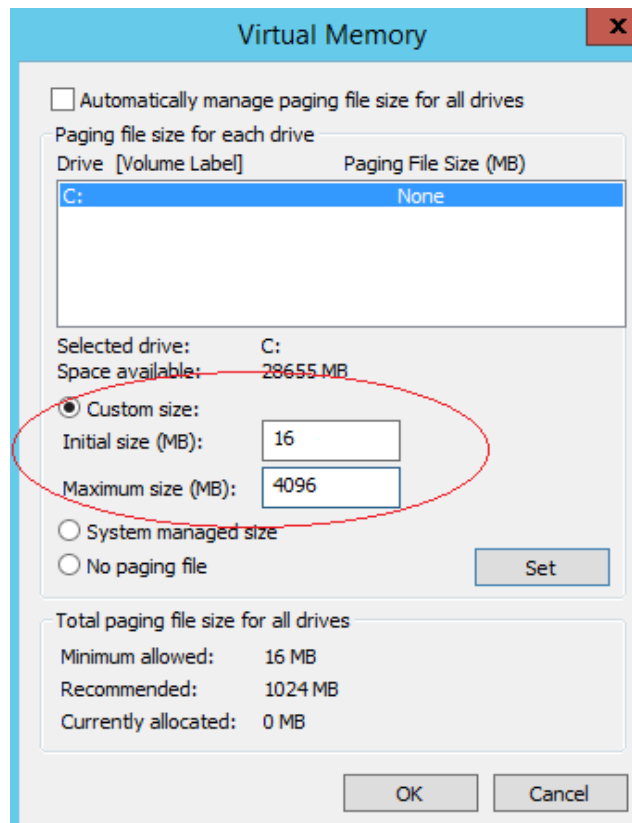 Virtual Memory
x
Automatically manage paging file size for all drives
Paging file size for each drive
Drive [Volume Label] Paging File Size (MB)
C: None
Selected drive: C:
Space available: 28655 MB
Custom size:
Initial size (MB): 16
Maximum size (MB): 4096
System managed size
No paging file
Set
Total paging file size for all drives
Minimum allowed: 16 MB
Recommended: 1024 MB
Currently allocated: 0 MB
OK Cancel